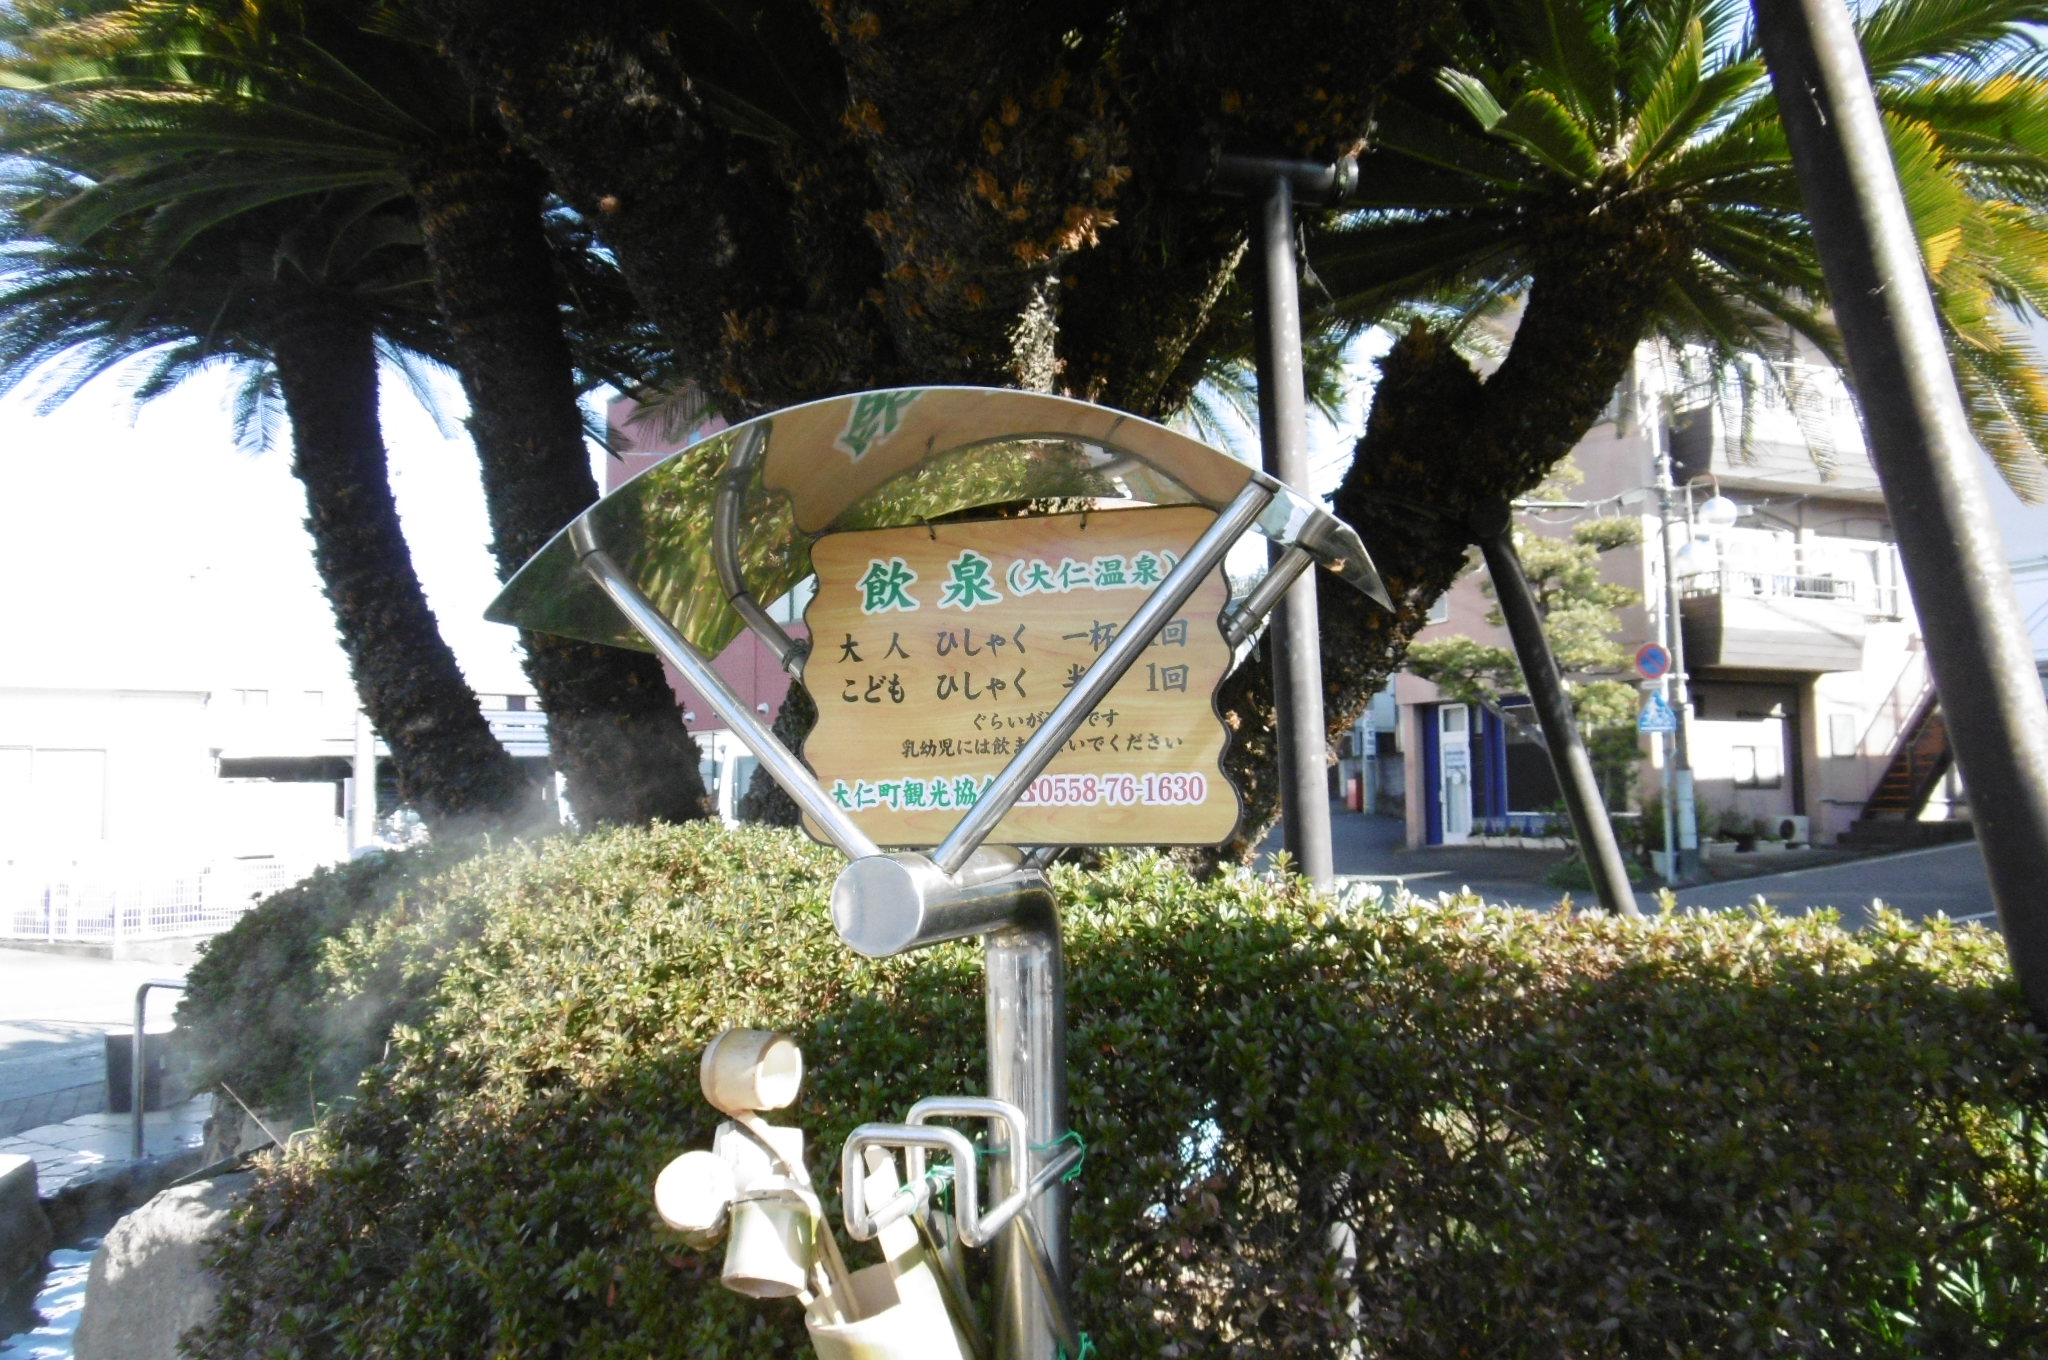 飲泉(大仁温泉)
大人 ひしゃく 一杯 1回
こども ひしゃく 半 1回
ぐらいが です
乳幼児には飲ま いでください
大仁町観光協 ☎0558-76-1630